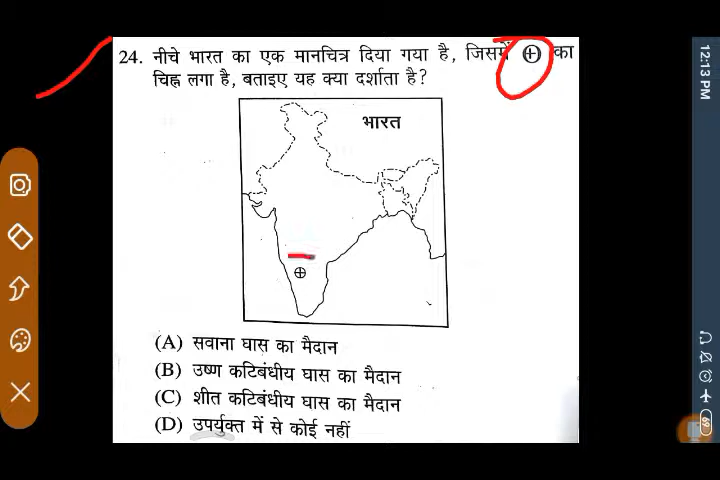 24. नीचे भारत का एक मानचित्र दिया गया है, जिसमें ⊕ का
चिह्न लगा है, बताइए यह क्या दर्शाता है?
भारत
⊕
(A) सवाना घास का मैदान
(B) उष्ण कटिबंधीय घास का मैदान
(C) शीत कटिबंधीय घास का मैदान
(D) उपर्युक्त में से कोई नहीं
12:13 PM
69